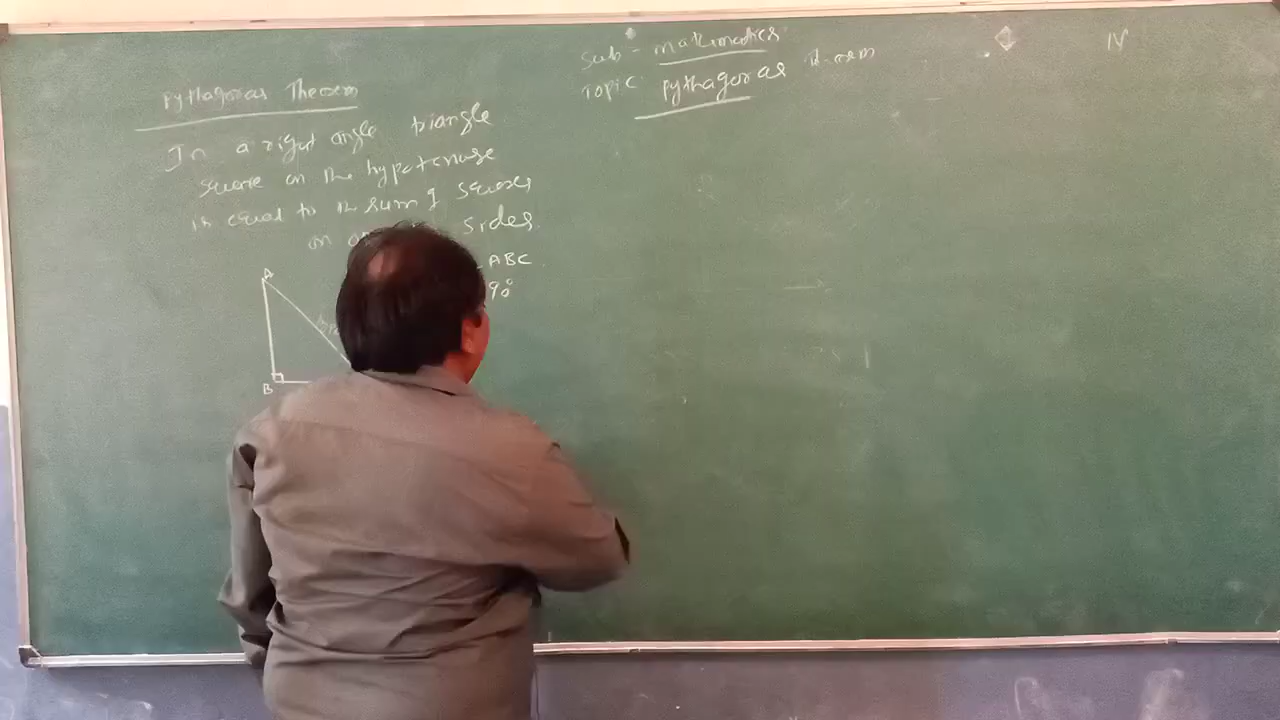 Sub - mathematics
Topic Pythagoras
IV
Pythagoras Theorem
In a right angle triangle
square on the hypotenuse
is equal to the sum of squares
on sides.
ABC
90°
A
B